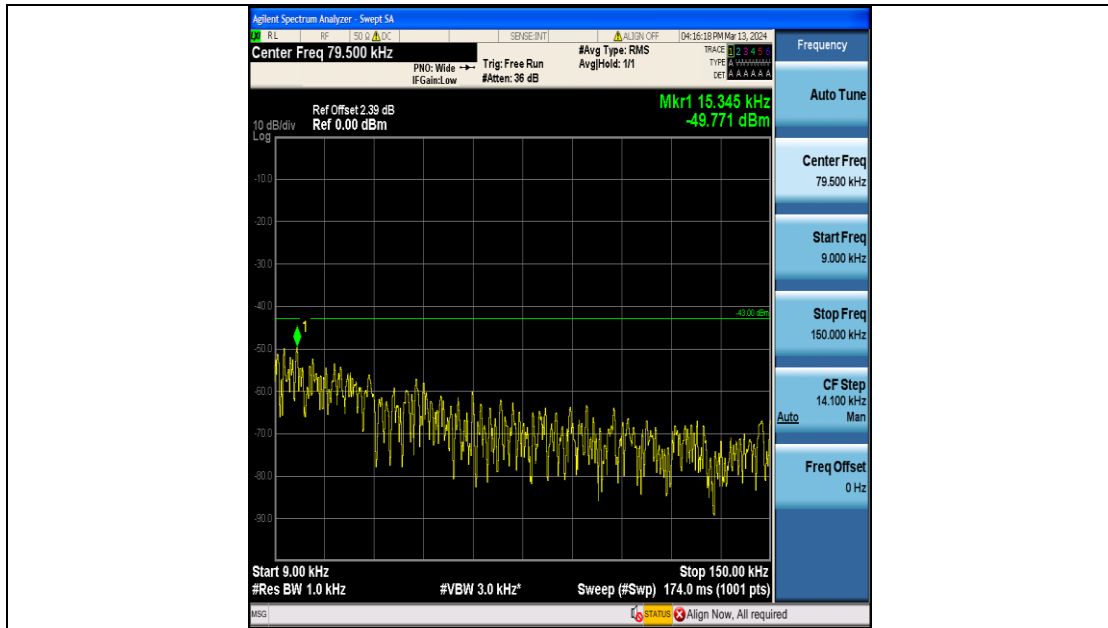 Agilent Spectrum Analyzer - Swept SA
RL RF 50 Ω DC SENSE:INT ALIGN OFF 04:16:18 PM Mar 13, 2024
Center Freq 79.500 kHz
PNO: Wide
IFGain:Low
Trig: Free Run
#Atten: 36 dB
#Avg Type: RMS
Avg|Hold: 1/1
TRACE 1 2 3 4 5 6
TYPE A WWWWW
DET A A A A A A
Ref Offset 2.39 dB
Ref 0.00 dBm
10 dB/div
Log
Mkr1 15.345 kHz
-49.771 dBm
-10.0
-20.0
-30.0
-40.0
-43.00 dBm
1
-50.0
-60.0
-70.0
-80.0
-90.0
Start 9.00 kHz
Stop 150.00 kHz
#Res BW 1.0 kHz
#VBW 3.0 kHz*
Sweep (#Swp) 174.0 ms (1001 pts)
MSG
STATUS
Align Now, All required
Frequency
Auto Tune
Center Freq
79.500 kHz
Start Freq
9.000 kHz
Stop Freq
150.000 kHz
CF Step
14.100 kHz
Auto Man
Freq Offset
0 Hz